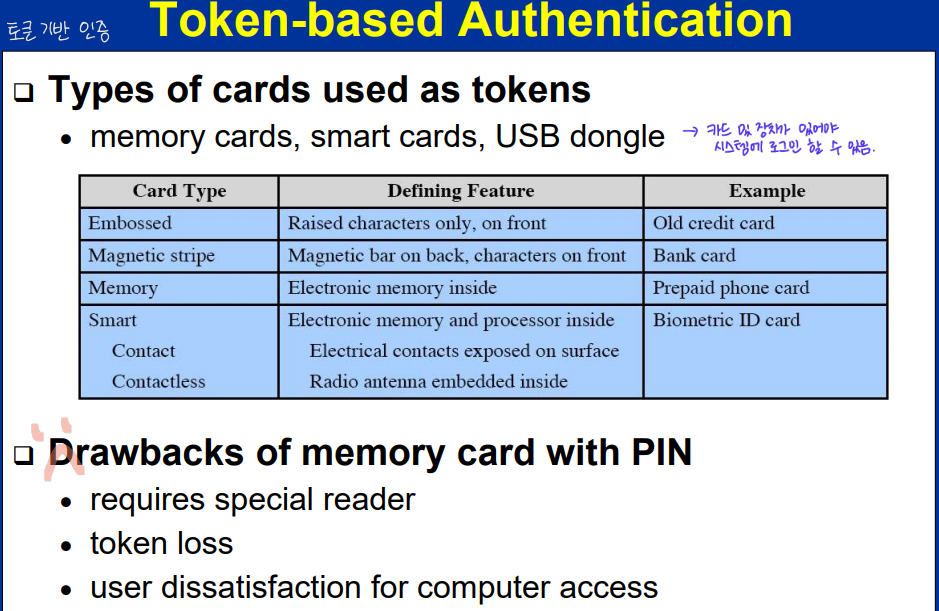 토큰 기반 인증
Token-based Authentication
❑ Types of cards used as tokens
• memory cards, smart cards, USB dongle
→ 카드 및 장치가 있어야
시스템에 로그인 할 수 있음.
Card Type Defining Feature Example
Embossed Raised characters only, on front Old credit card
Magnetic stripe Magnetic bar on back, characters on front Bank card
Memory Electronic memory inside Prepaid phone card
Smart Electronic memory and processor inside Biometric ID card
Contact Electrical contacts exposed on surface
Contactless Radio antenna embedded inside
❑ Drawbacks of memory card with PIN
• requires special reader
• token loss
• user dissatisfaction for computer access